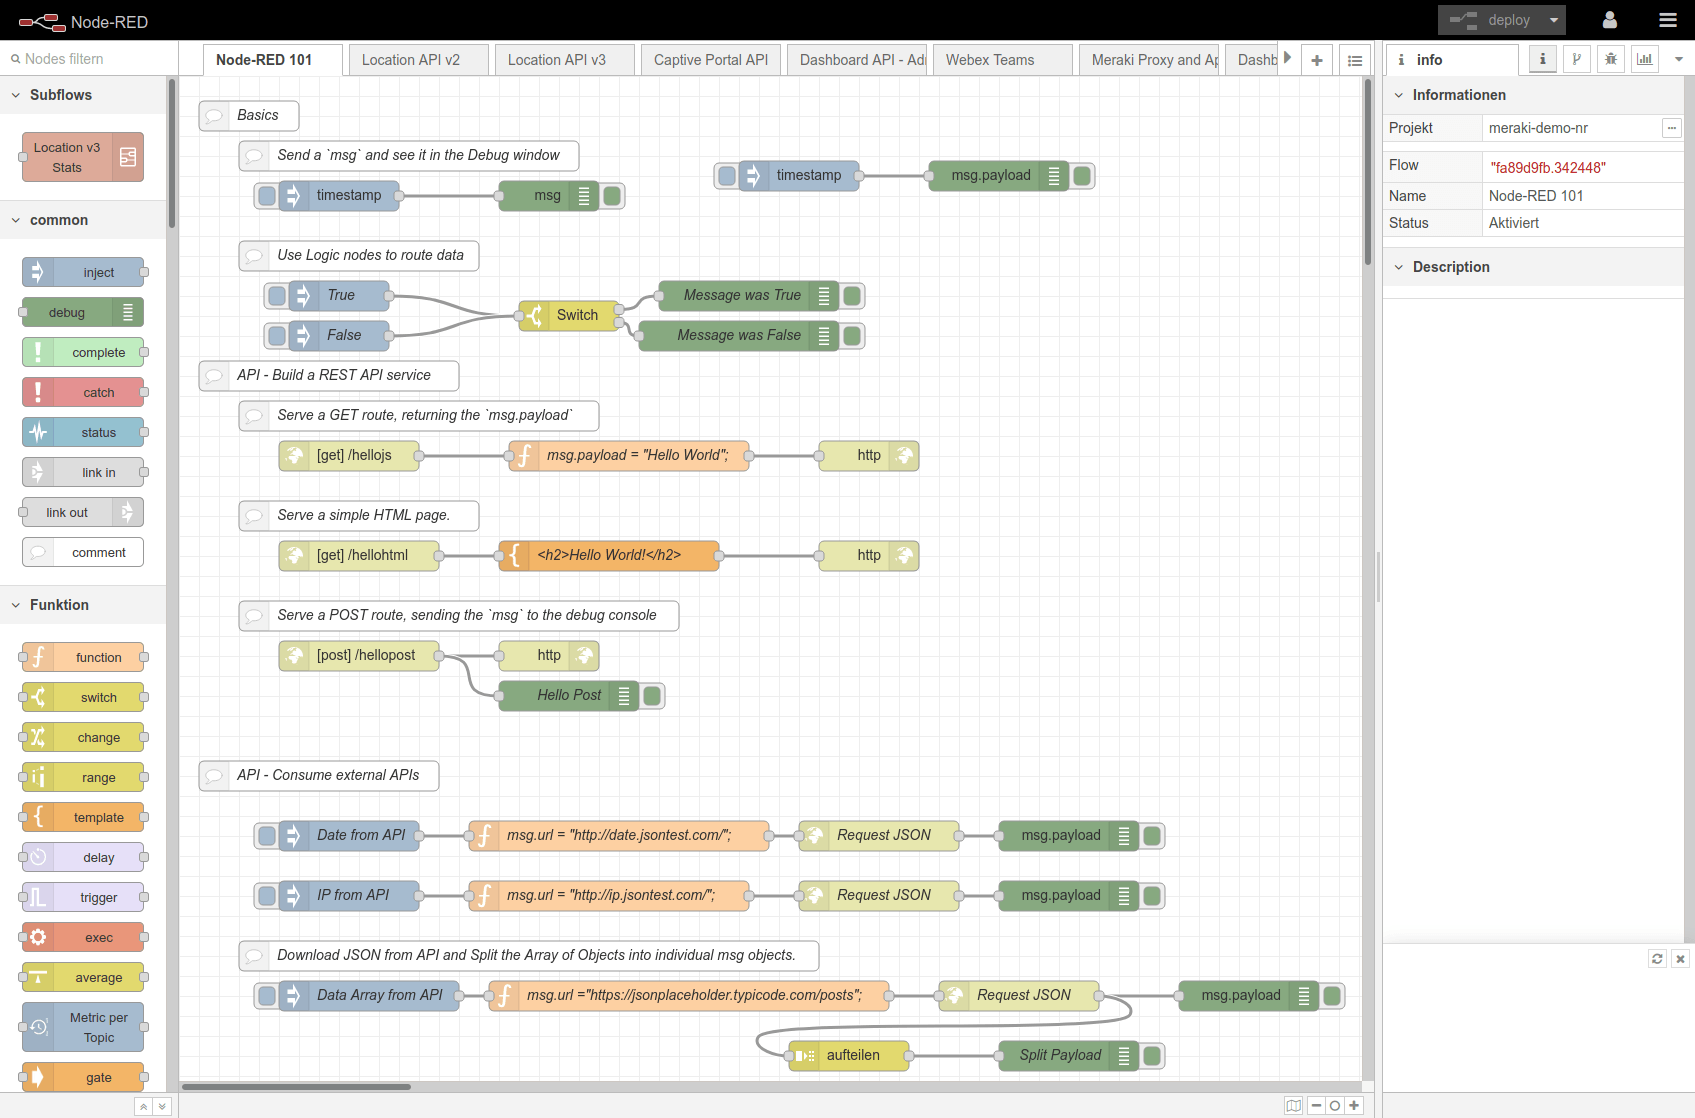 Node-RED
deploy
Nodes filtern
Node-RED 101
Location API v2
Location API v3
Captive Portal API
Dashboard API - Adı
Webex Teams
Meraki Proxy and Ap
Dashb
info
Subflows
Location v3
Stats
common
inject
debug
complete
catch
status
link in
link out
comment
Funktion
function
switch
change
range
template
delay
trigger
exec
average
Metric per
Topic
gate
Basics
Send a `msg` and see it in the Debug window
timestamp
msg
timestamp
msg.payload
Use Logic nodes to route data
True
False
Switch
Message was True
Message was False
API - Build a REST API service
Serve a GET route, returning the `msg.payload`
[get] /hellojs
msg.payload = "Hello World";
http
Serve a simple HTML page.
[get] /hellohtml
<h2>Hello World!</h2>
http
Serve a POST route, sending the `msg` to the debug console
[post] /hellopost
http
Hello Post
API - Consume external APIs
Date from API
msg.url = "http://date.jsontest.com/";
Request JSON
msg.payload
IP from API
msg.url = "http://ip.jsontest.com/";
Request JSON
msg.payload
Download JSON from API and Split the Array of Objects into individual msg objects.
Data Array from API
msg.url ="https://jsonplaceholder.typicode.com/posts";
Request JSON
msg.payload
aufteilen
Split Payload
Informationen
Projekt
meraki-demo-nr
Flow
"fa89d9fb.342448"
Name
Node-RED 101
Status
Aktiviert
Description